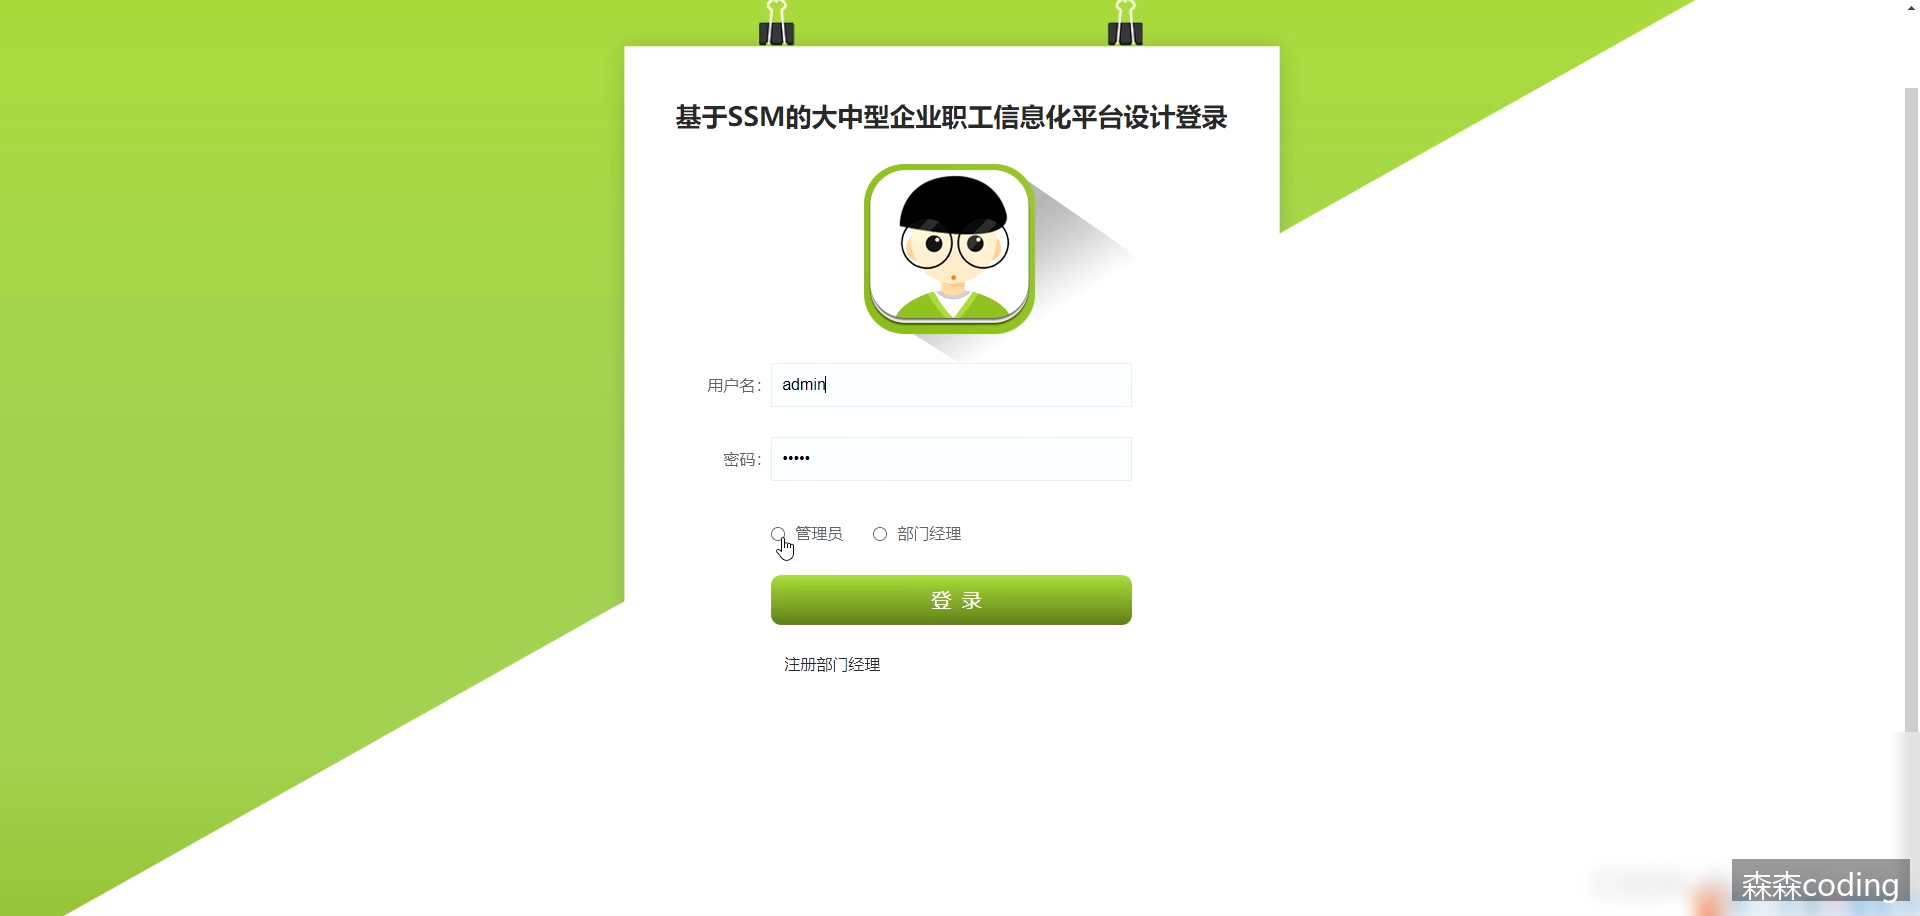 基于SSM的大中型企业职工信息化平台设计登录
用户名：
admin
密码：
•••••
管理员
部门经理
登 录
注册部门经理
森森coding